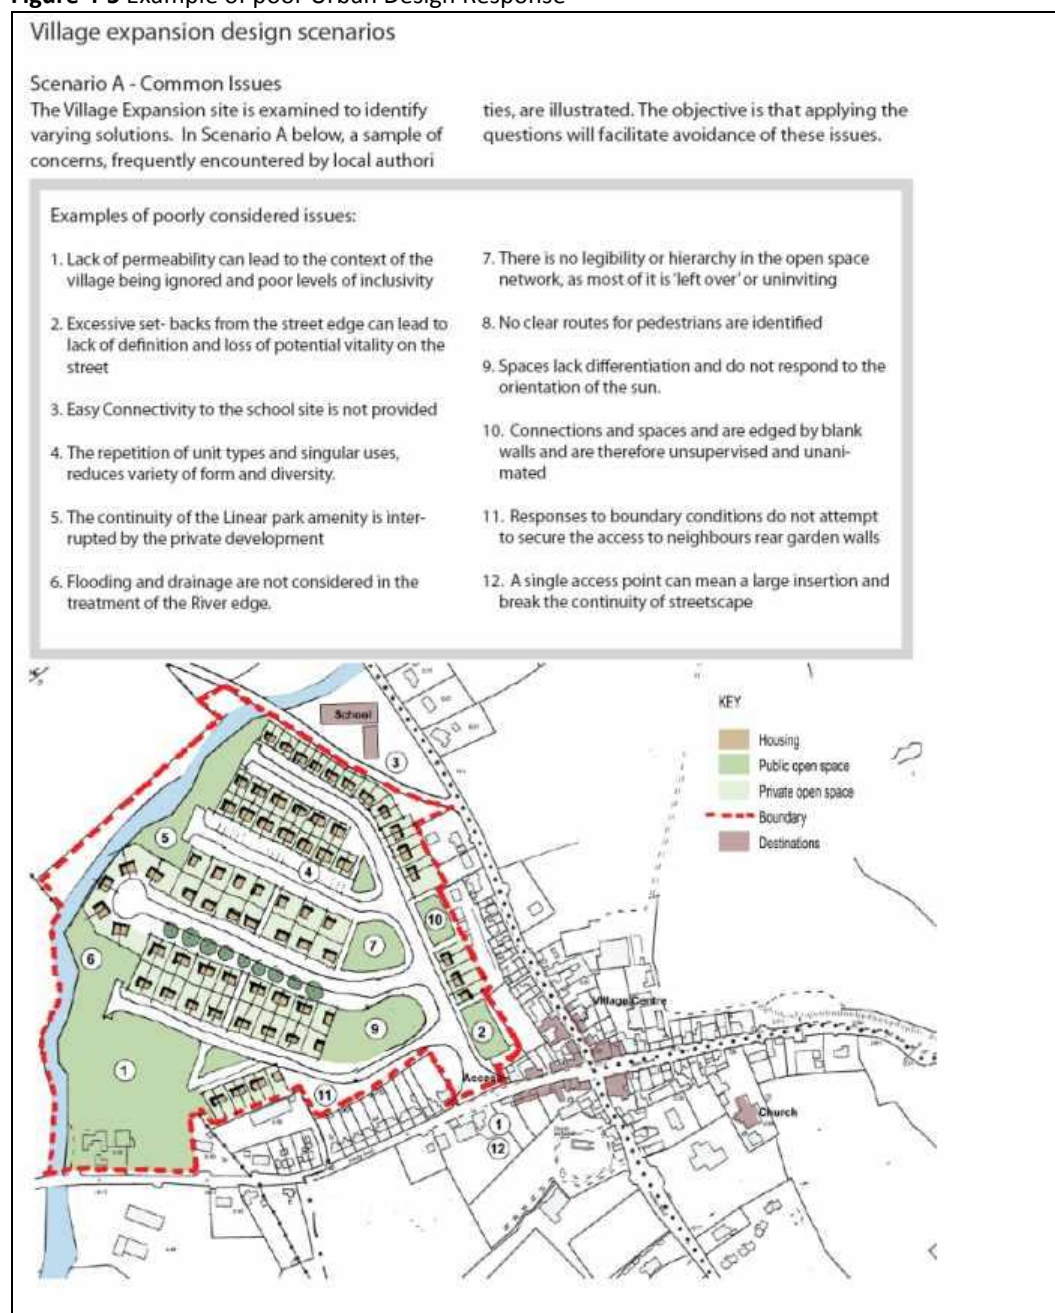 Figure 4-3 Example of poor Urban Design Response
Village expansion design scenarios
Scenario A - Common Issues
The Village Expansion site is examined to identify
varying solutions. In Scenario A below, a sample of
concerns, frequently encountered by local authori
ties, are illustrated. The objective is that applying the
questions will facilitate avoidance of these issues.
Examples of poorly considered issues:
1. Lack of permeability can lead to the context of the
village being ignored and poor levels of inclusivity
2. Excessive set- backs from the street edge can lead to
lack of definition and loss of potential vitality on the
street
3. Easy Connectivity to the school site is not provided
4. The repetition of unit types and singular uses,
reduces variety of form and diversity.
5. The continuity of the Linear park amenity is inter-
rupted by the private development
6. Flooding and drainage are not considered in the
treatment of the River edge.
7. There is no legibility or hierarchy in the open space
network, as most of it is 'left over' or uninviting
8. No clear routes for pedestrians are identified
9. Spaces lack differentiation and do not respond to the
orientation of the sun.
10. Connections and spaces and are edged by blank
walls and are therefore unsupervised and unani-
mated
11. Responses to boundary conditions do not attempt
to secure the access to neighbours rear garden walls
12. A single access point can mean a large insertion and
break the continuity of streetscape
School
3
KEY
Housing
Public open space
Private open space
Boundary
Destinations
5
4
10
7
6
Village Centre
9
2
1
Access
11
1
12
Church